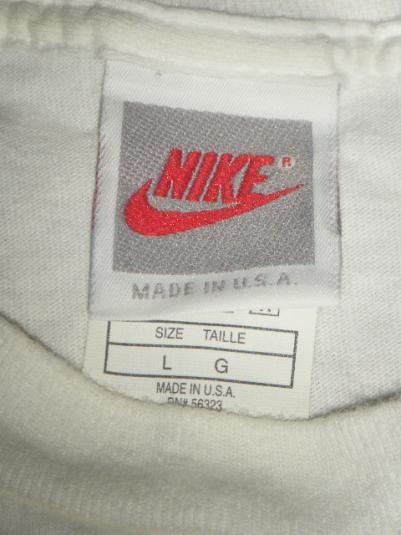 NIKE ®
MADE IN U.S.A.
SIZE TAILLE
L G
MADE IN U.S.A.
RN# 56323